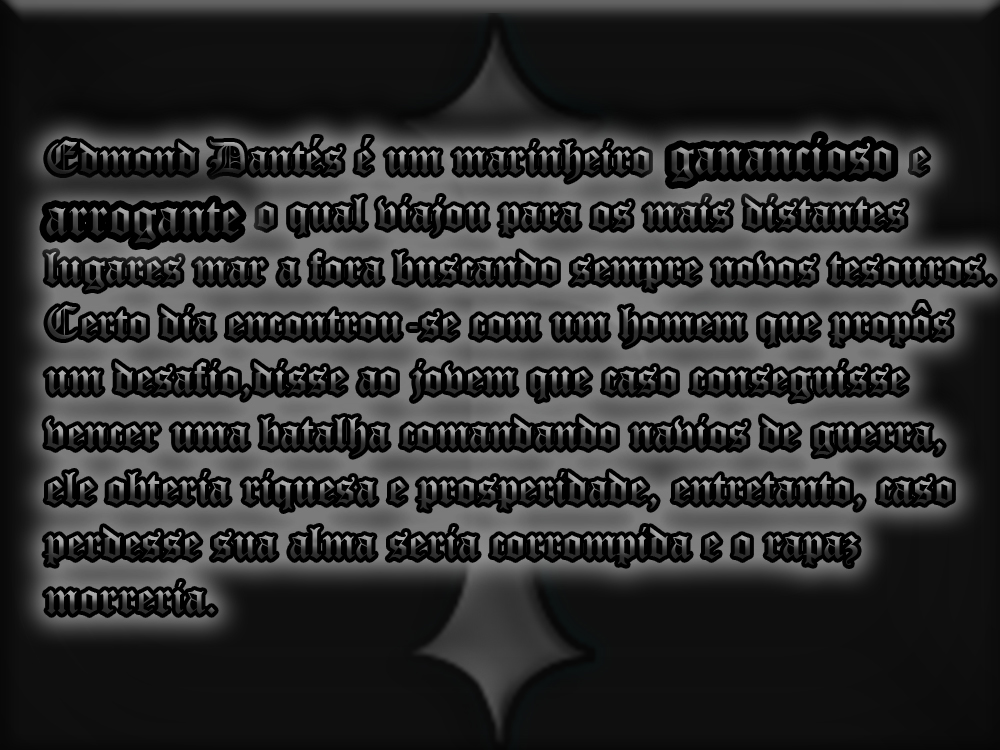 Edmond Dantés é um marinheiro ganancioso e
arrogante o qual viajou para os mais distantes
lugares mar a fora buscando sempre novos tesouros.
Certo dia encontrou-se com um homem que propôs
um desafio,disse ao jovem que caso conseguisse
vencer uma batalha comandando navios de guerra,
ele obteria riquesa e prosperidade, entretanto, caso
perdesse sua alma seria corrompida e o rapaz
morreria.